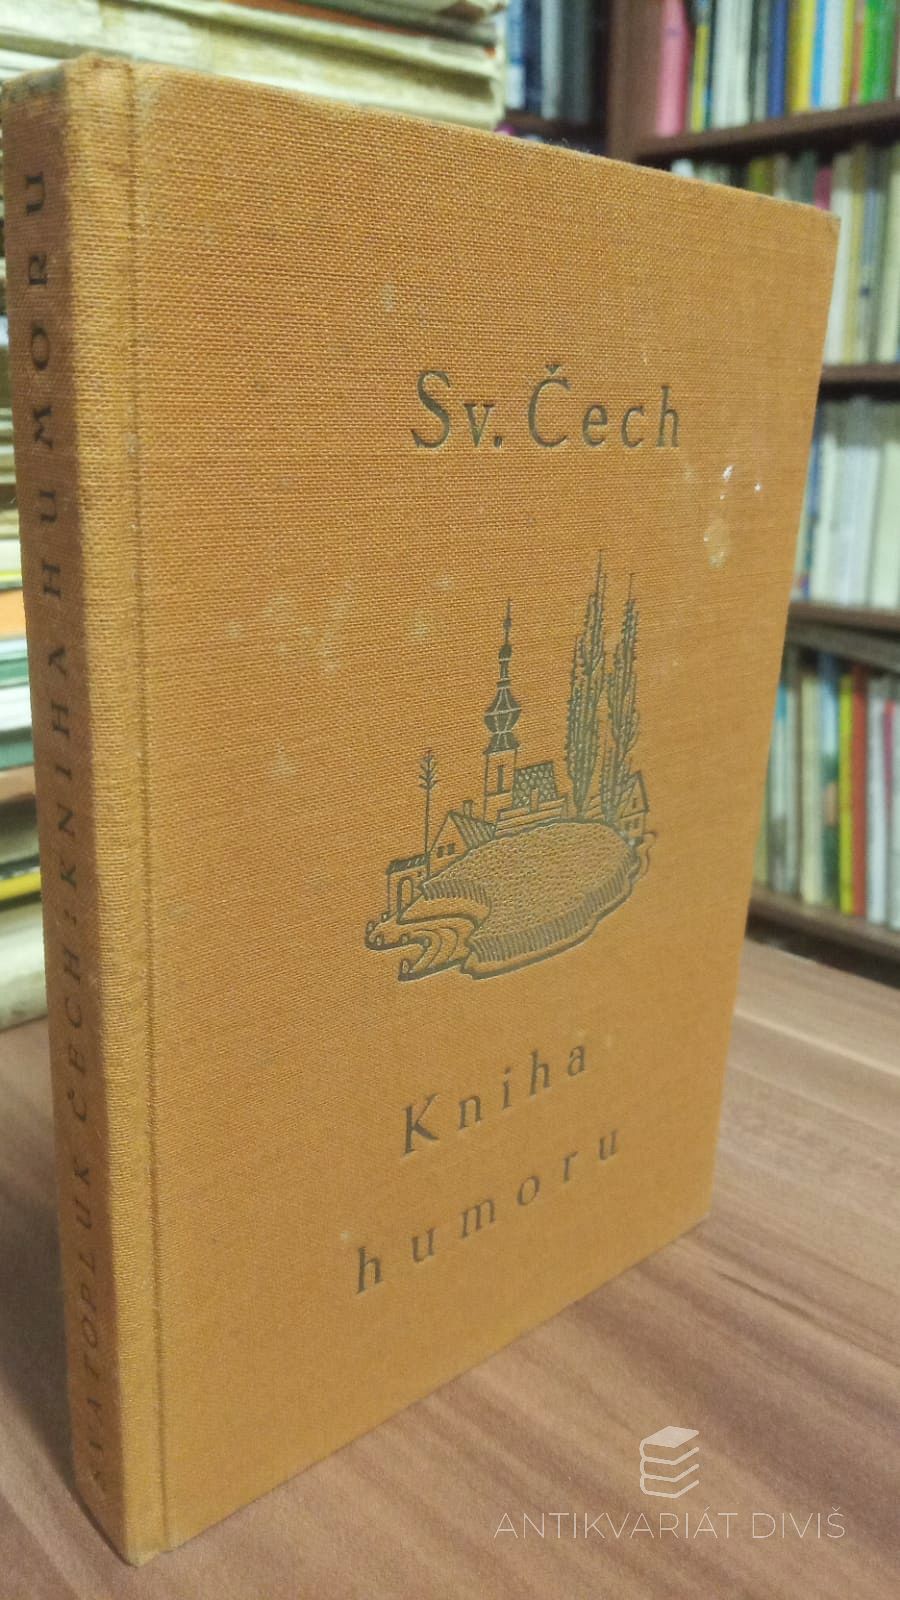 Sv. Čech
Kniha
humoru
SVATOPLUK ČECH: KNIHA HUMORU
ANTIKVARIÁT DIVIŠ